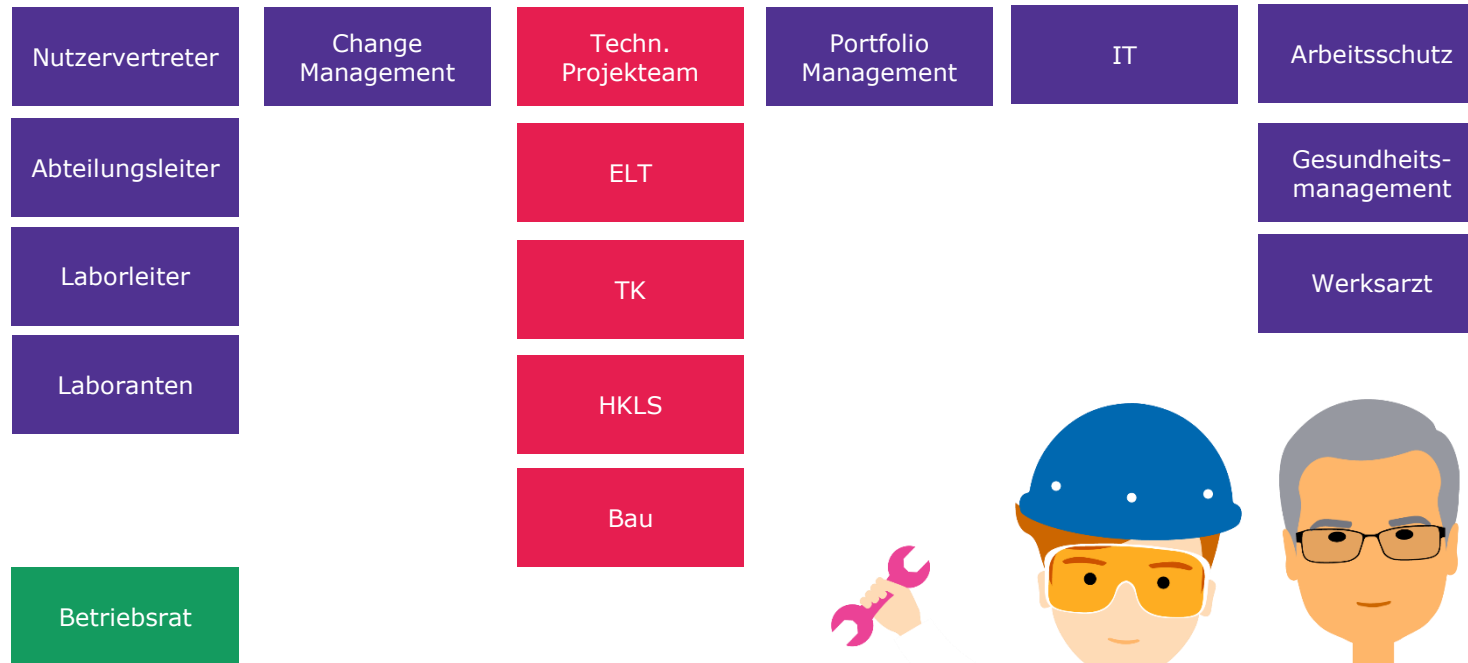 Nutzervertreter
Change
Management
Techn.
Projekteam
Portfolio
Management
IT
Arbeitsschutz
Abteilungsleiter
ELT
Gesundheits-
management
Laborleiter
TK
Werksarzt
Laboranten
HKLS
Bau
Betriebsrat